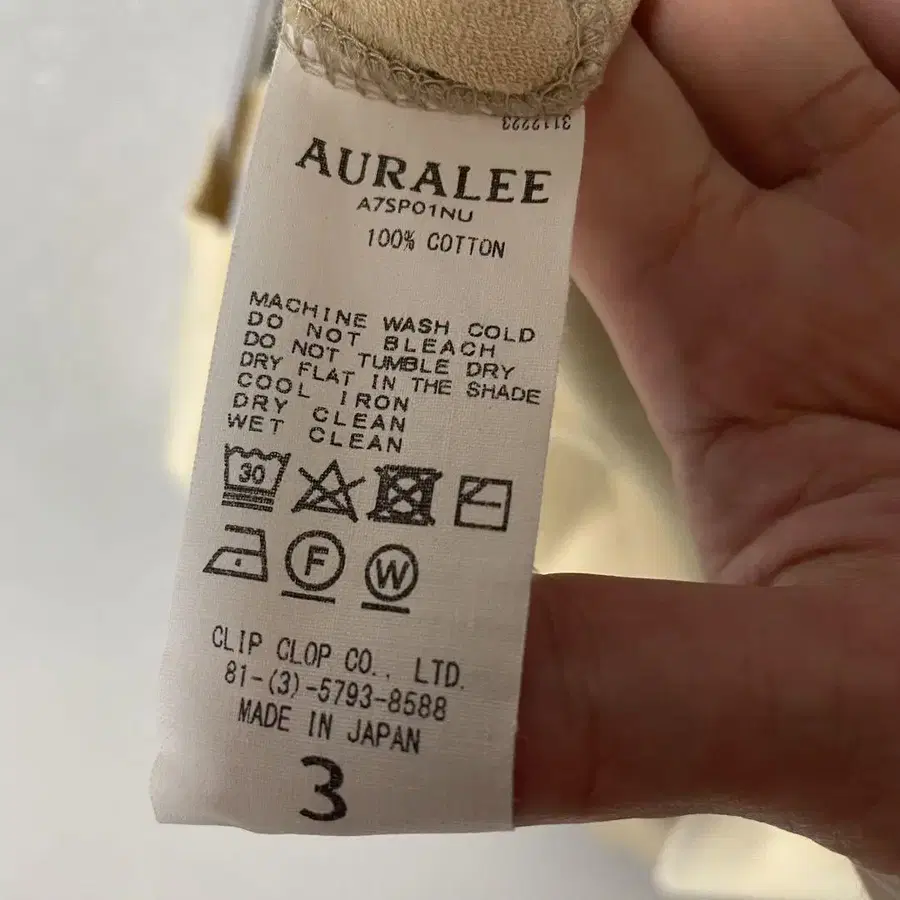 3112223
AURALEE
A7SP01NU
100% COTTON
MACHINE WASH COLD
DO NOT BLEACH
DO NOT TUMBLE DRY
DRY FLAT IN THE SHADE
COOL IRON
DRY CLEAN
WET CLEAN
30
F
W
CLIP CLOP CO., LTD.
81-(3)-5793-8588
MADE IN JAPAN
3